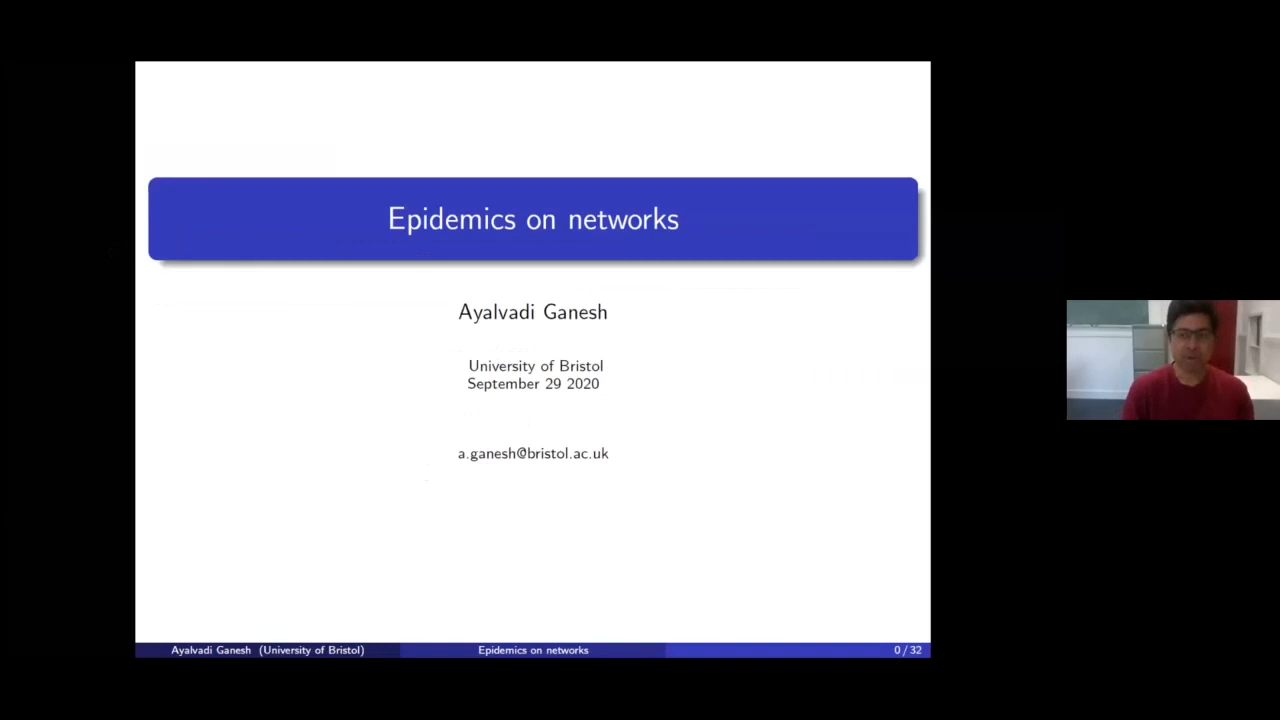 Epidemics on networks
Ayalvadi Ganesh
University of Bristol
September 29 2020
a.ganesh@bristol.ac.uk
Ayalvadi Ganesh (University of Bristol)
Epidemics on networks
0 / 32